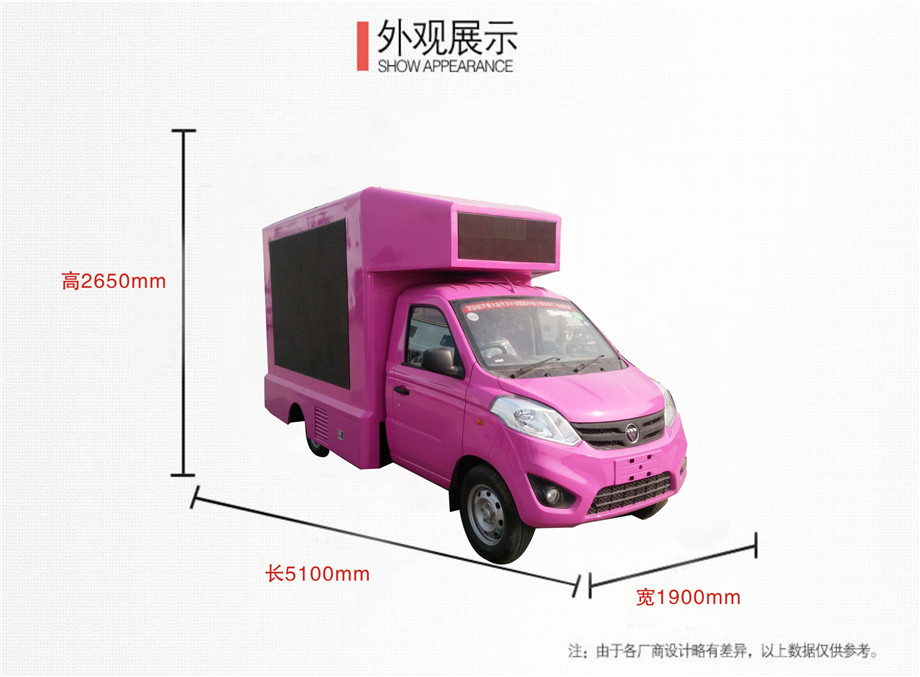 外观展示
SHOW APPEARANCE
高2650mm
长5100mm
宽1900mm
注：由于各厂商设计略有差异，以上数据仅供参考。